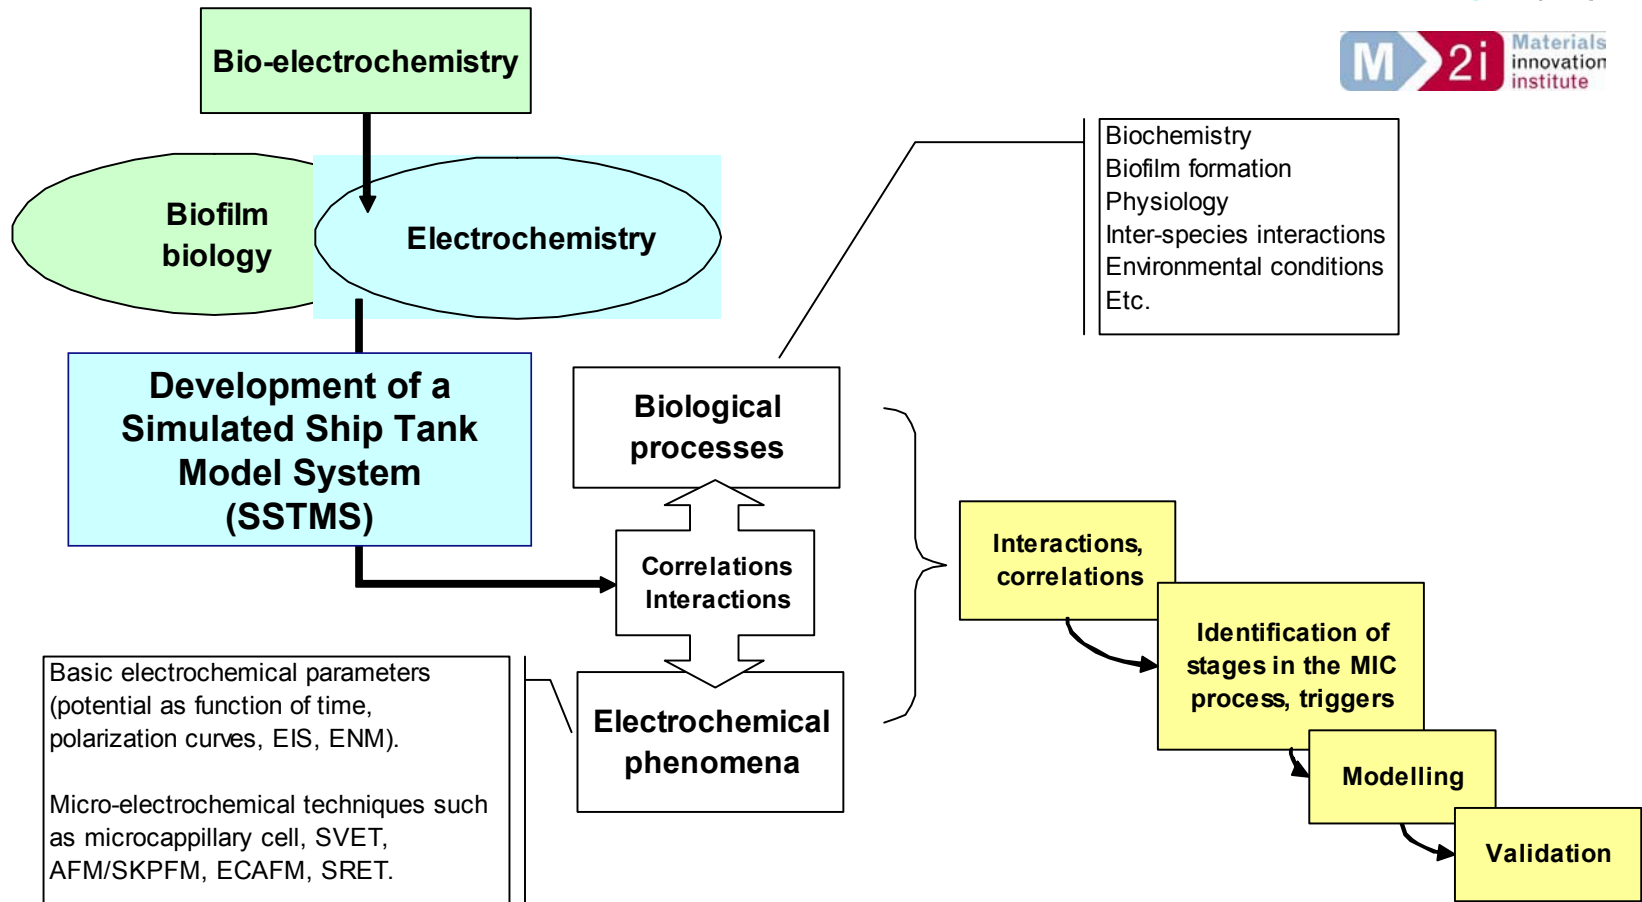 M 2i
Materials
innovation
institute
Bio-electrochemistry
Biofilm
biology
Electrochemistry
Biochemistry
Biofilm formation
Physiology
Inter-species interactions
Environmental conditions
Etc.
Development of a
Simulated Ship Tank
Model System
(SSTMS)
Biological
processes
Correlations
Interactions
Electrochemical
phenomena
Basic electrochemical parameters
(potential as function of time,
polarization curves, EIS, ENM).
Micro-electrochemical techniques such
as microcappillary cell, SVET,
AFM/SKPFM, ECAFM, SRET.
Interactions,
correlations
Identification of
stages in the MIC
process, triggers
Modelling
Validation